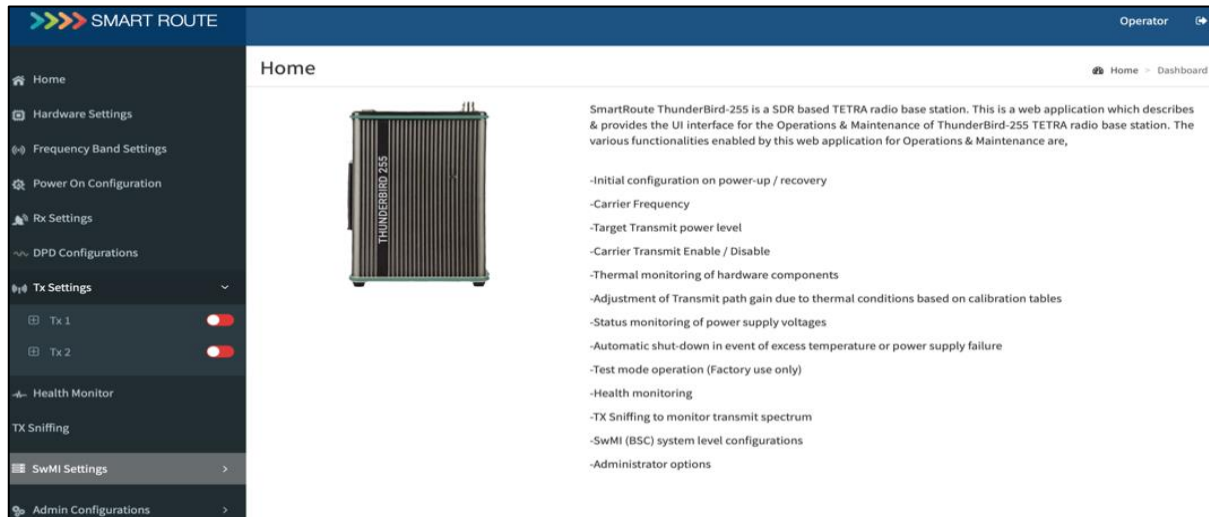 SMART ROUTE
Operator
Home
Hardware Settings
Frequency Band Settings
Power On Configuration
Rx Settings
DPD Configurations
Tx Settings
Tx 1
Tx 2
Health Monitor
TX Sniffing
SwMI Settings
Admin Configurations
Home
Home > Dashboard
THUNDERBIRD 255
SmartRoute ThunderBird-255 is a SDR based TETRA radio base station. This is a web application which describes
& provides the UI interface for the Operations & Maintenance of ThunderBird-255 TETRA radio base station. The
various functionalities enabled by this web application for Operations & Maintenance are,
-Initial configuration on power-up / recovery
-Carrier Frequency
-Target Transmit power level
-Carrier Transmit Enable / Disable
-Thermal monitoring of hardware components
-Adjustment of Transmit path gain due to thermal conditions based on calibration tables
-Status monitoring of power supply voltages
-Automatic shut-down in event of excess temperature or power supply failure
-Test mode operation (Factory use only)
-Health monitoring
-TX Sniffing to monitor transmit spectrum
-SwMI (BSC) system level configurations
-Administrator options